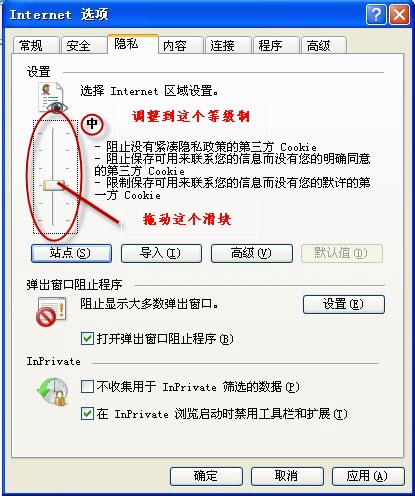 Internet 选项
常规 安全 隐私 内容 连接 程序 高级
设置
选择 Internet 区域设置。
中
调整到这个等级制
- 阻止没有紧凑隐私政策的第三方 Cookie
- 阻止保存可用来联系您的信息而没有您的明确同意
的第三方 Cookie
- 限制保存可用来联系您的信息而没有您的默许的第
一方 Cookie
拖动这个滑块
站点(S) 导入(I) 高级(V) 默认值(D)
弹出窗口阻止程序
阻止显示大多数弹出窗口。
设置(E)
打开弹出窗口阻止程序(B)
InPrivate
不收集用于 InPrivate 筛选的数据(P)
在 InPrivate 浏览启动时禁用工具栏和扩展(T)
确定 取消 应用(A)